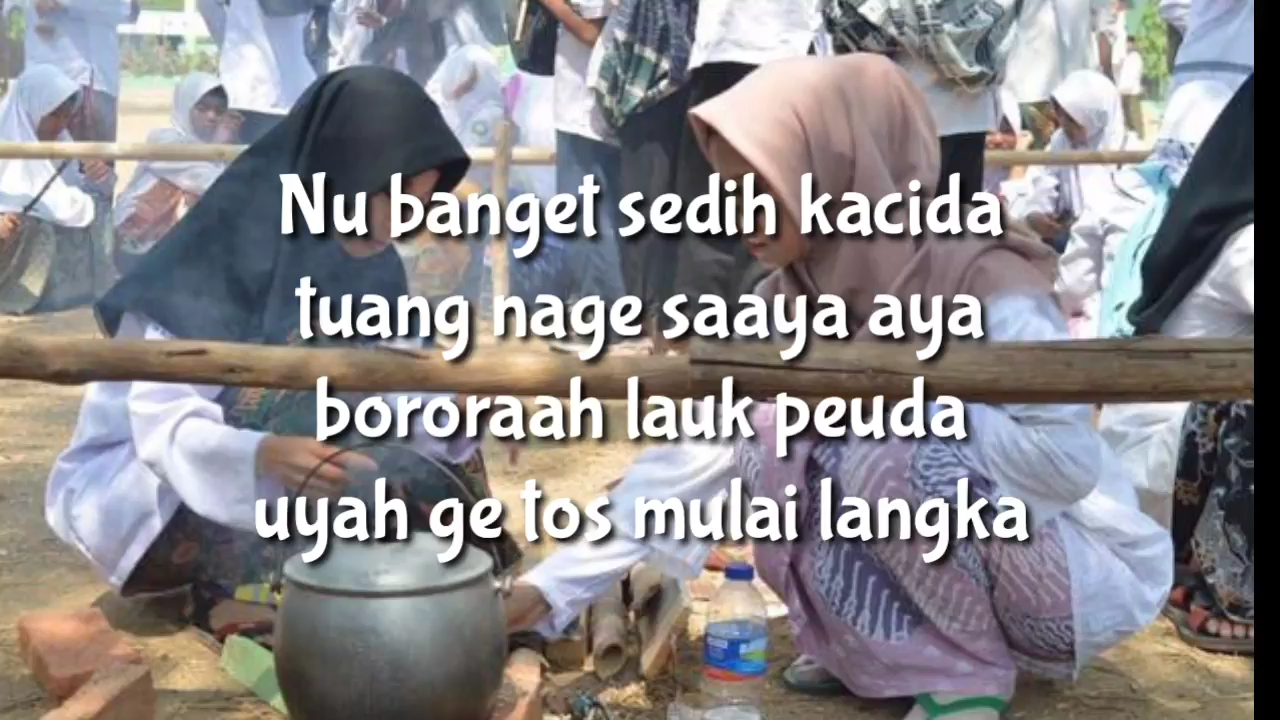 Nu banget sedih kacida
tuang nage saaya aya
bororaah lauk peuda
uyah ge tos mulai langka